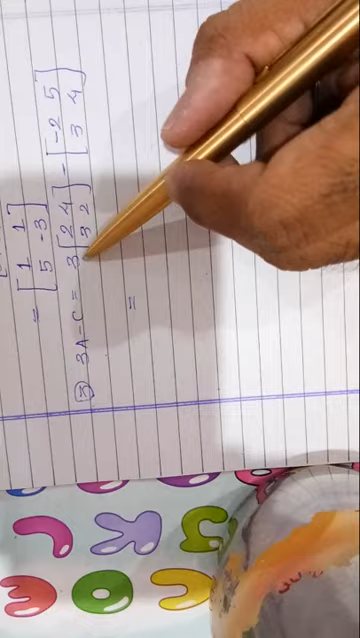 = [ 1 1
5 -3 ]
③ 3A - C = 3 [ 2 4
3 2 ] - [ -2 5
3 4 ]
=